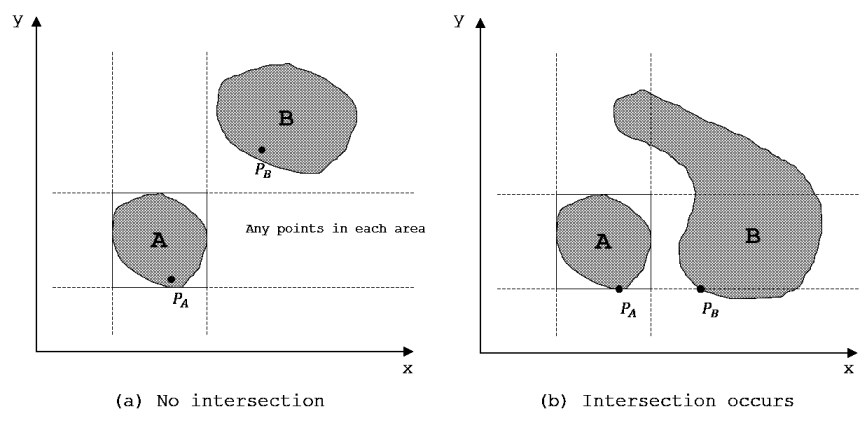 y
B
P_B
A
Any points in each area
P_A
x
(a) No intersection
y
A
B
P_A
P_B
x
(b) Intersection occurs